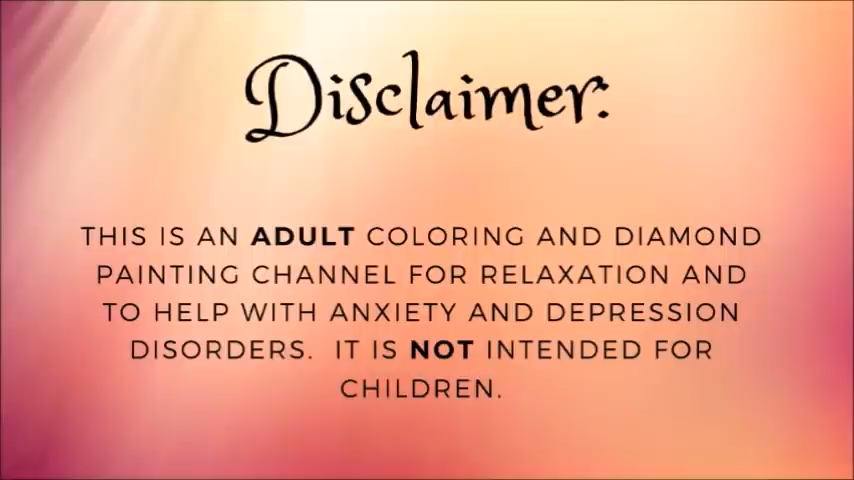 Disclaimer:
THIS IS AN ADULT COLORING AND DIAMOND
PAINTING CHANNEL FOR RELAXATION AND
TO HELP WITH ANXIETY AND DEPRESSION
DISORDERS. IT IS NOT INTENDED FOR
CHILDREN.